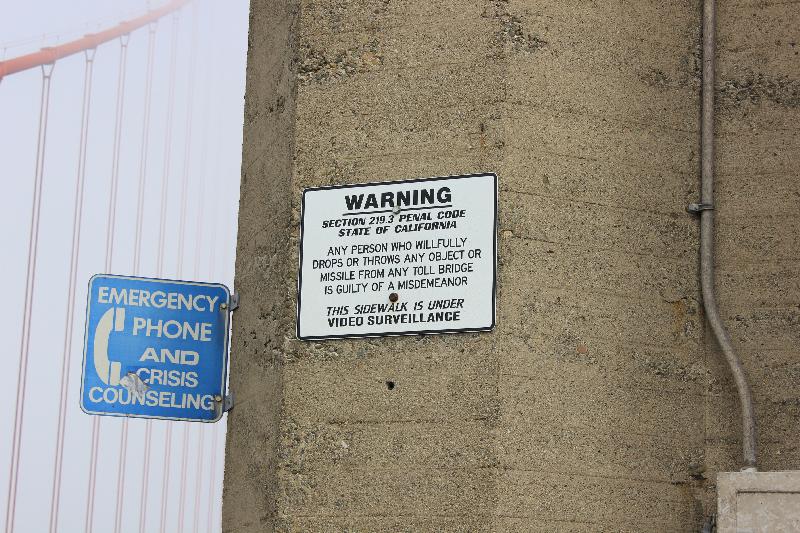 EMERGENCY
PHONE
AND
CRISIS
COUNSELING
WARNING
SECTION 219.3 PENAL CODE
STATE OF CALIFORNIA
ANY PERSON WHO WILLFULLY
DROPS OR THROWS ANY OBJECT OR
MISSILE FROM ANY TOLL BRIDGE
IS GUILTY OF A MISDEMEANOR
THIS SIDEWALK IS UNDER
VIDEO SURVEILLANCE